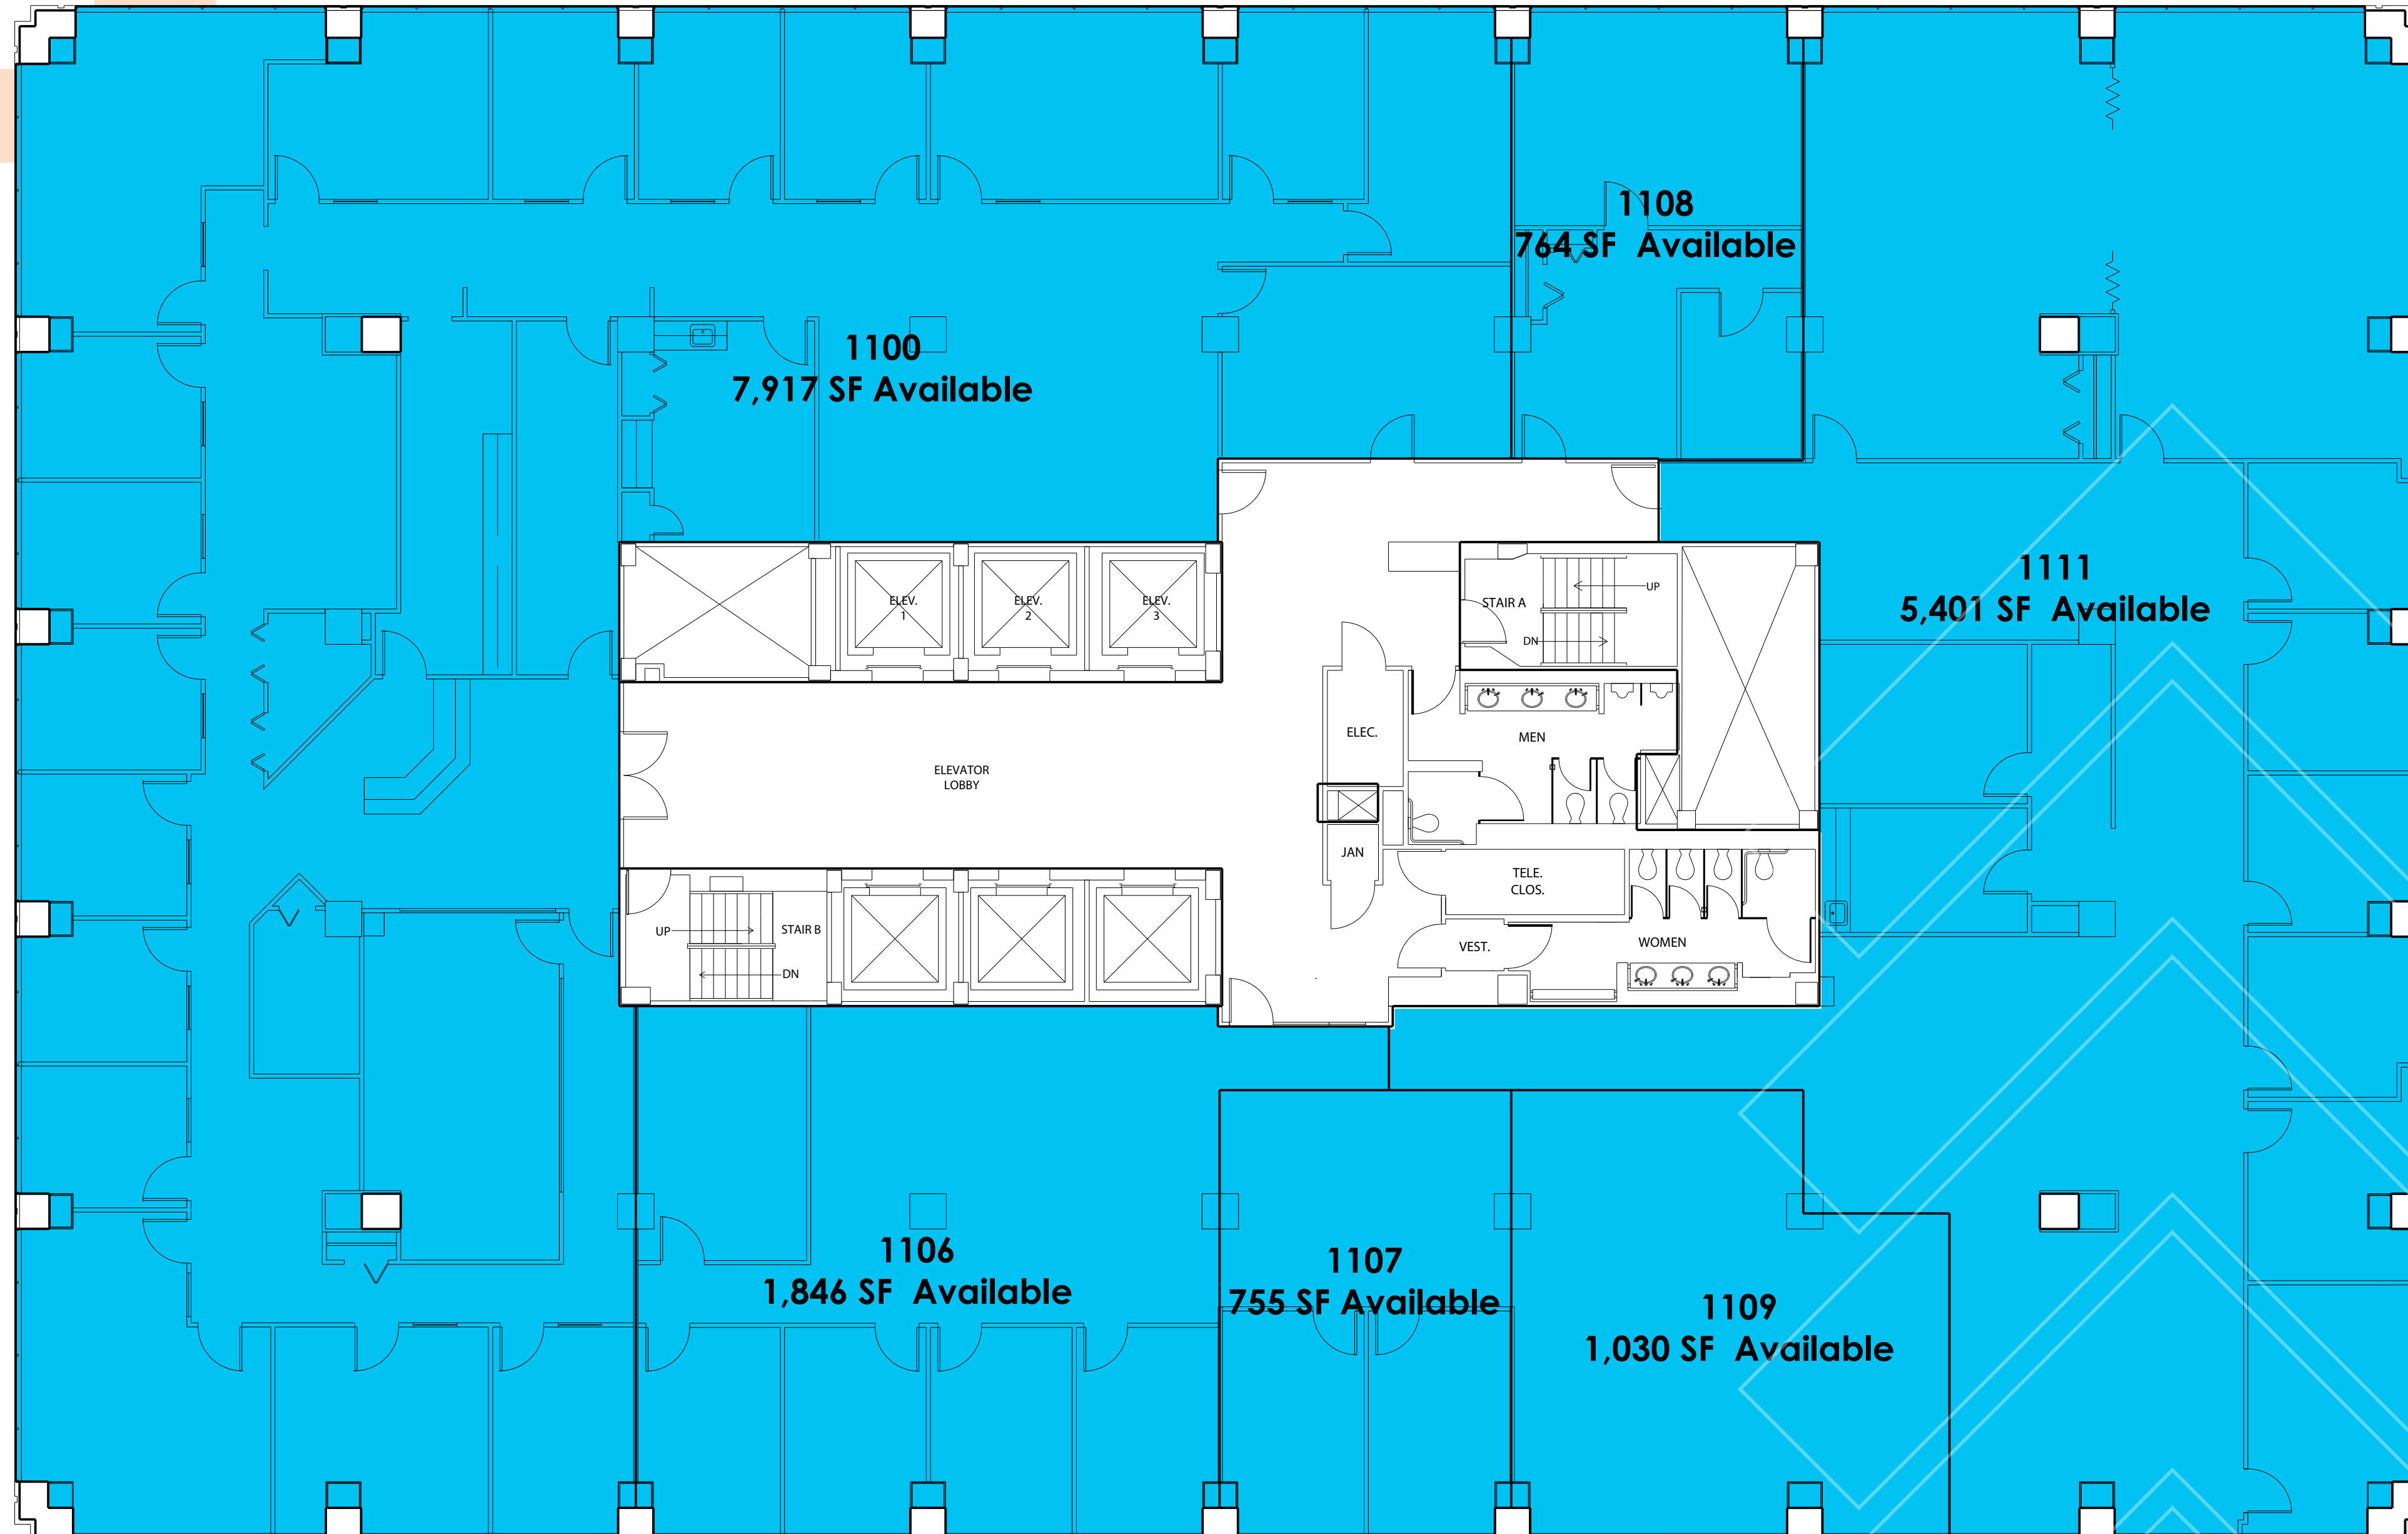 1108
764 SF  Available
1100
7,917 SF Available
1111
5,401 SF  Available
ELEV.
1
ELEV.
2
ELEV.
3
STAIR A
UP
DN
ELEC.
MEN
ELEVATOR
LOBBY
JAN
TELE.
CLOS.
UP
STAIR B
DN
VEST.
WOMEN
1106
1,846 SF  Available
1107
755 SF Available
1109
1,030 SF  Available